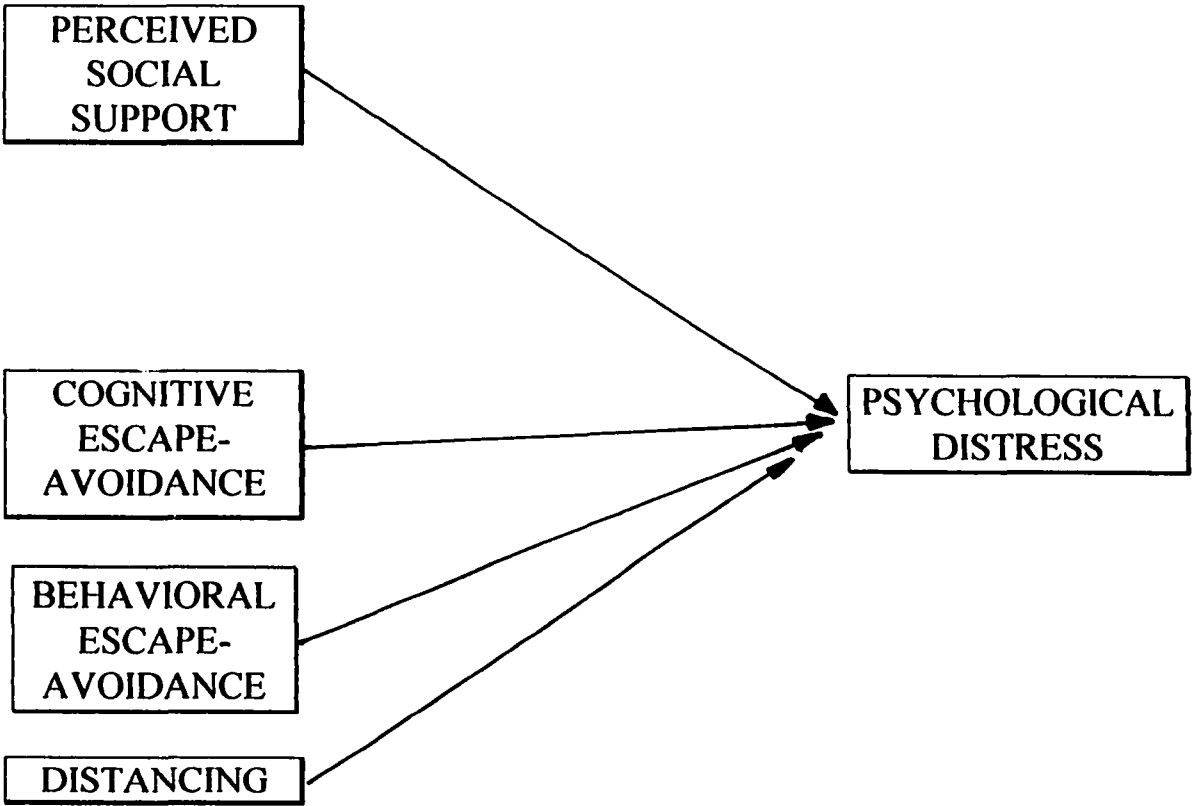 PERCEIVED
SOCIAL
SUPPORT
COGNITIVE
ESCAPE-
AVOIDANCE
PSYCHOLOGICAL
DISTRESS
BEHAVIORAL
ESCAPE-
AVOIDANCE
DISTANCING